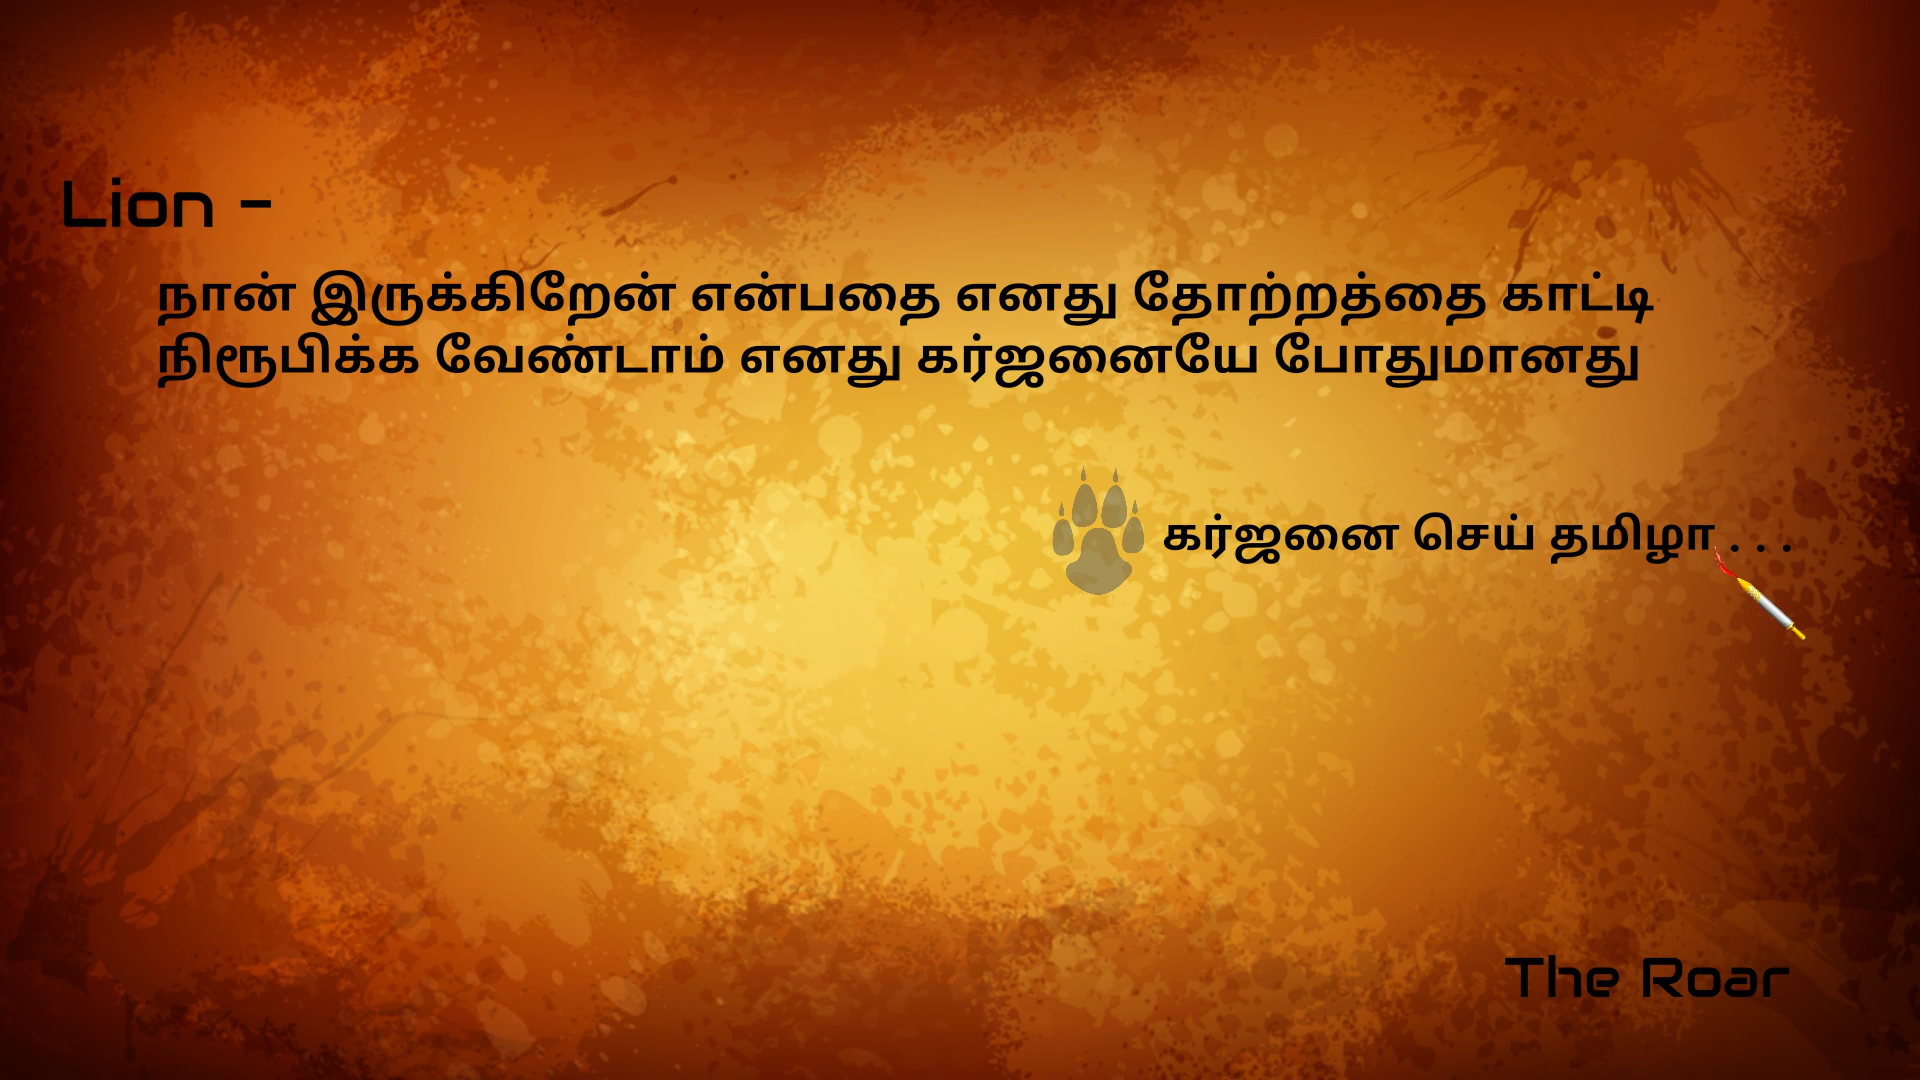 Lion -
நான் இருக்கிறேன் என்பதை எனது தோற்றத்தை காட்டி
நிரூபிக்க வேண்டாம் எனது கர்ஜனையே போதுமானது
கர்ஜனை செய் தமிழா . . .
The Roar